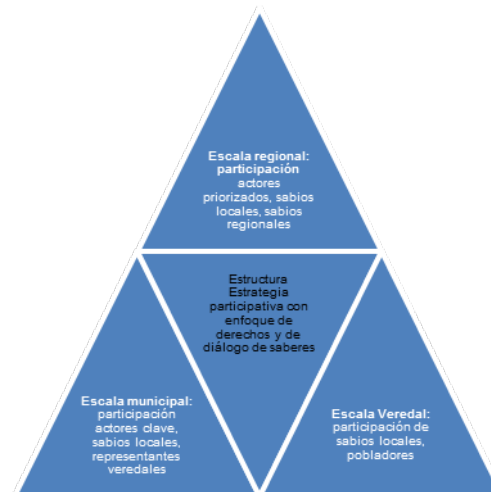 Escala regional:
participación
actores
priorizados, sabios
locales, sabios
regionales
Estructura
Estrategia
participativa con
enfoque de
derechos y de
diálogo de saberes
Escala municipal:
participación
actores clave,
sabios locales,
representantes
veredales
Escala Veredal:
participación de
sabios locales,
pobladores